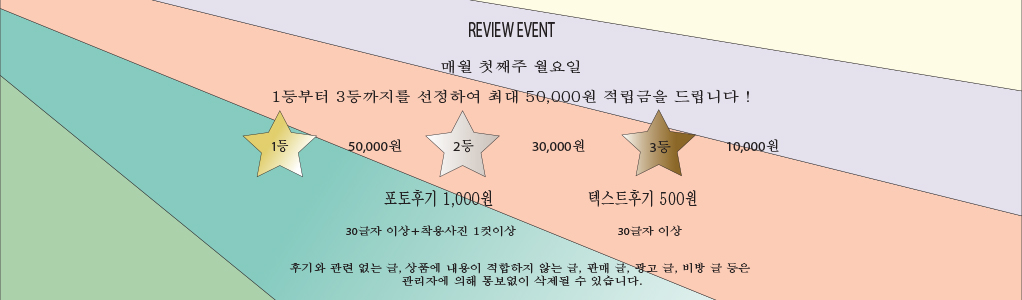 REVIEW EVENT
매월 첫째주 월요일
1등부터 3등까지를 선정하여 최대 50,000원 적립금을 드립니다 !
1등 50,000원 2등 30,000원 3등 10,000원
포토후기 1,000원 텍스트후기 500원
30글자 이상+착용사진 1컷이상 30글자 이상
후기와 관련 없는 글, 상품에 내용이 적합하지 않는 글, 판매 글, 광고 글, 비방 글 등은
관리자에 의해 통보없이 삭제될 수 있습니다.